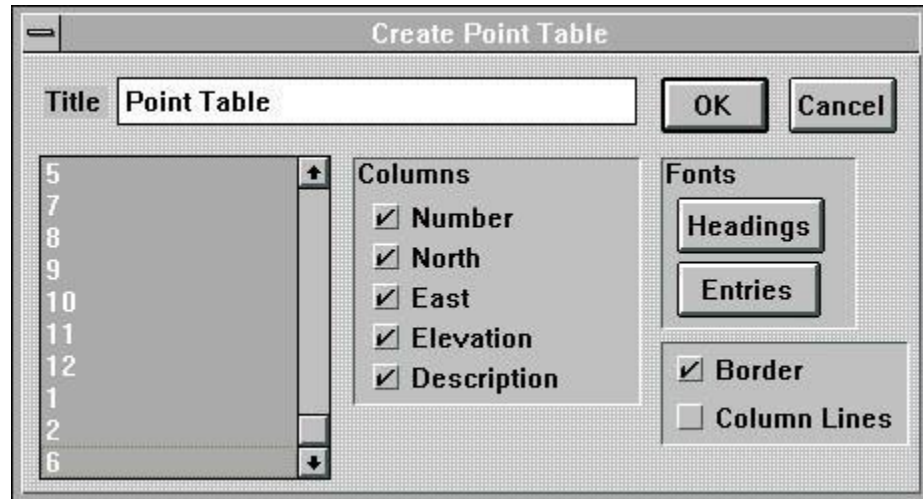 Create Point Table
Title Point Table
OK
Cancel
5
7
8
9
10
11
12
1
2
6
Columns
Number
North
East
Elevation
Description
Fonts
Headings
Entries
Border
Column Lines